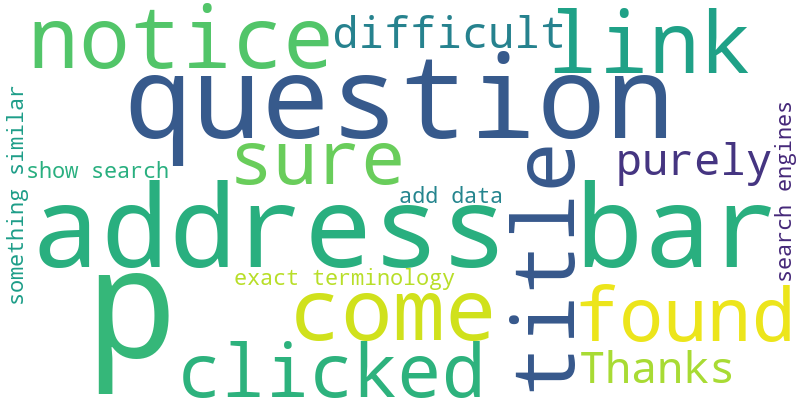 notice
difficult
link
question
something similar
search engines
sure
purely
show search
title
add data
address bar
p
exact terminology
come
found
clicked
Thanks